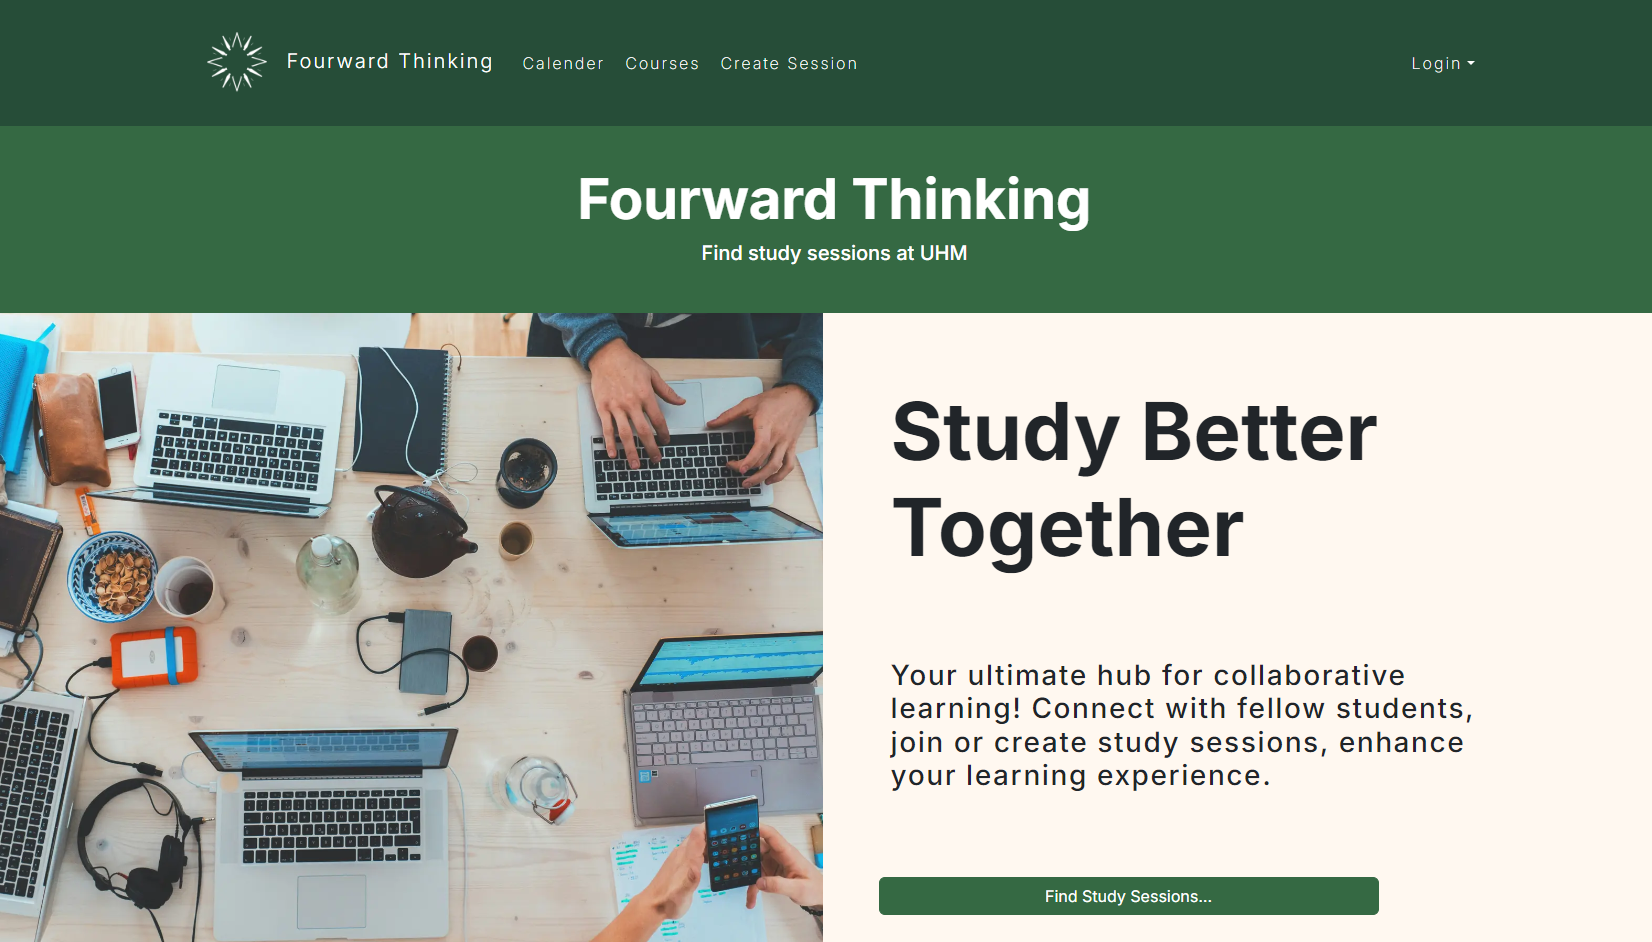 Fourward Thinking
Calender
Courses
Create Session
Login
Fourward Thinking
Find study sessions at UHM
Study Better
Together
Your ultimate hub for collaborative
learning! Connect with fellow students,
join or create study sessions, enhance
your learning experience.
Find Study Sessions...